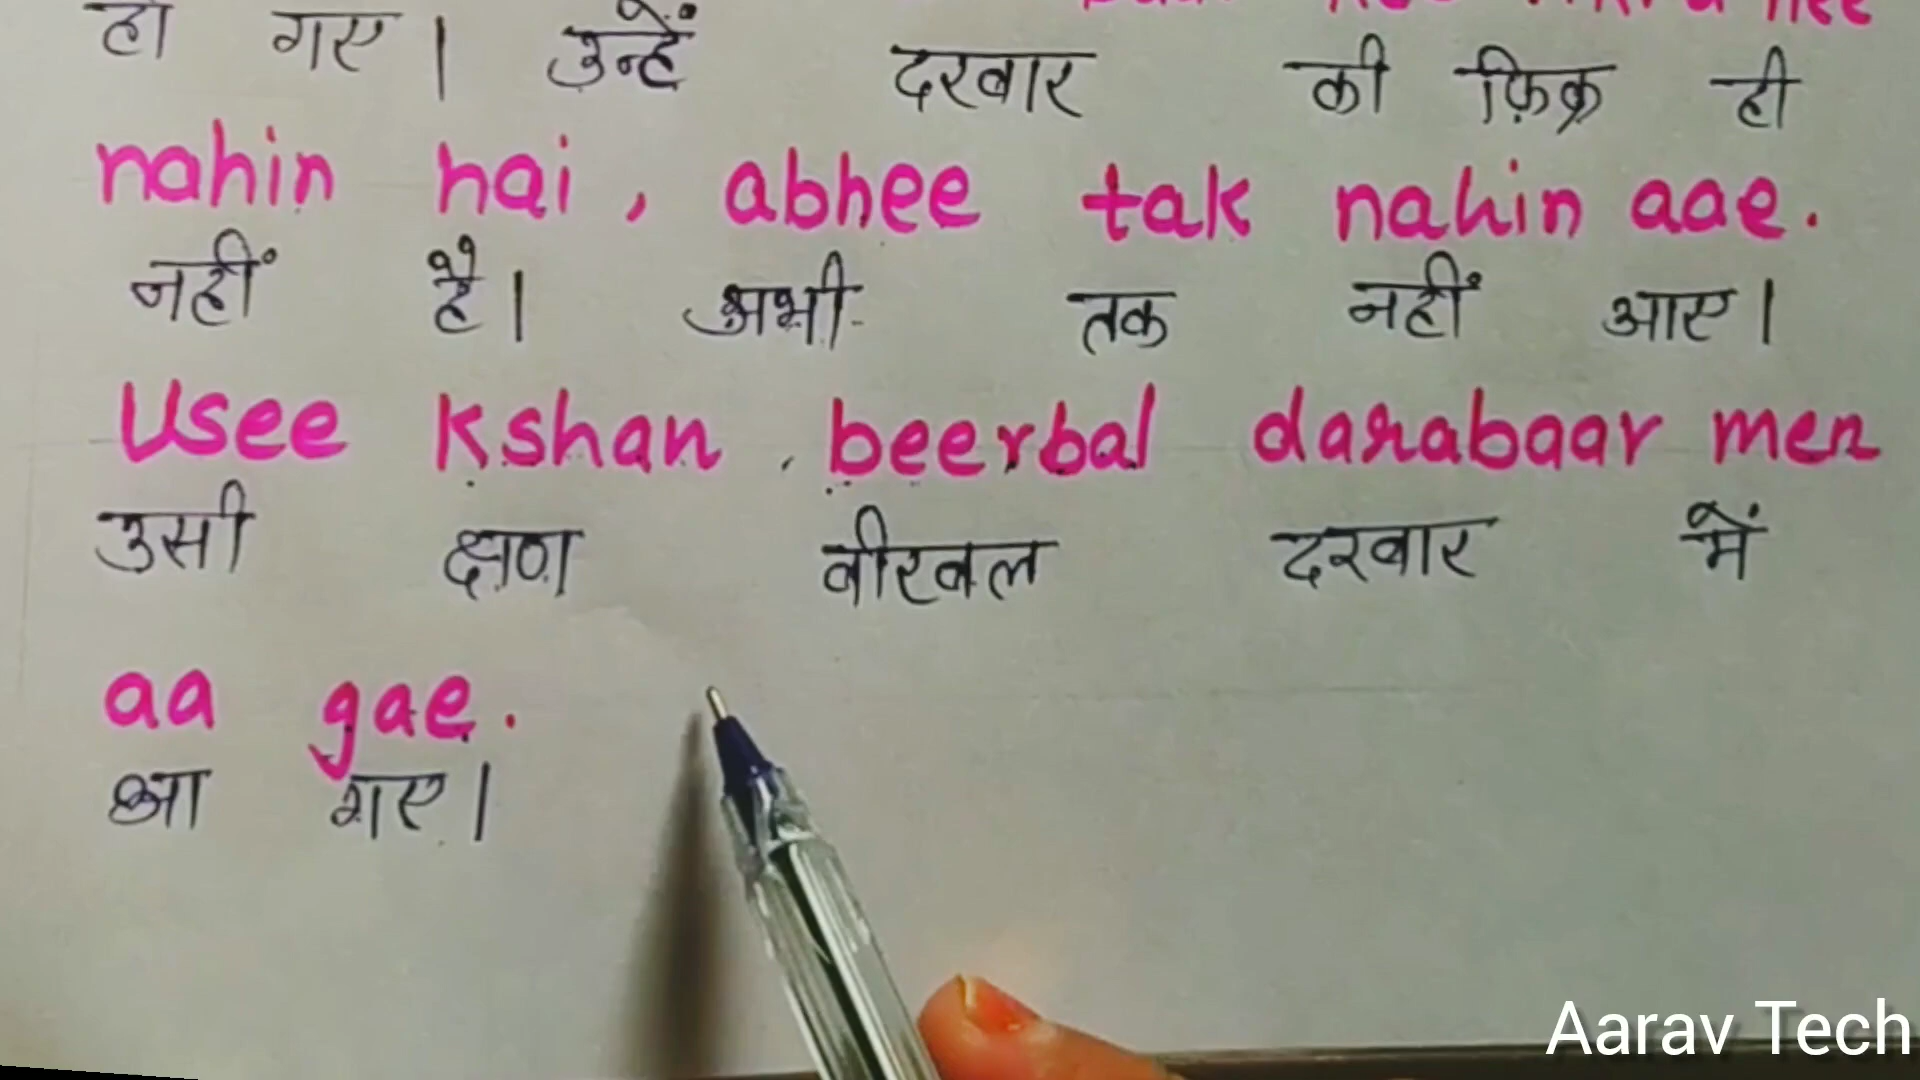 हो गए। उन्हें दरबार की फ़िक्र ही
nahin hai, abhee tak nahin aae.
नहीं है। अभी तक नहीं आए।
Usee kshan beerbal darabaar men
उसी क्षण बीरबल दरबार में
aa gae.
आ गए।
Aarav Tech